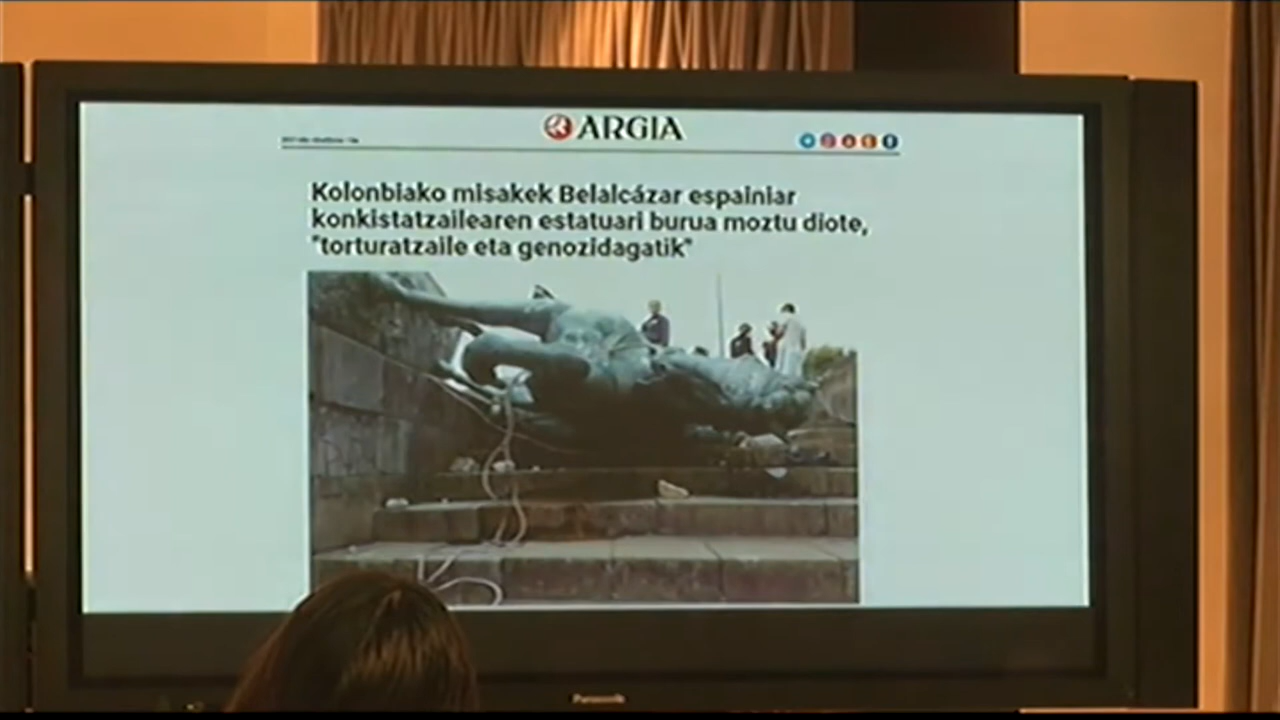 ARGIA
Kolonbiako misakek Belalcázar espainiar
konkistatzailearen estatuari burua moztu diote,
"torturatzaile eta genozidagatik"
Panasonic